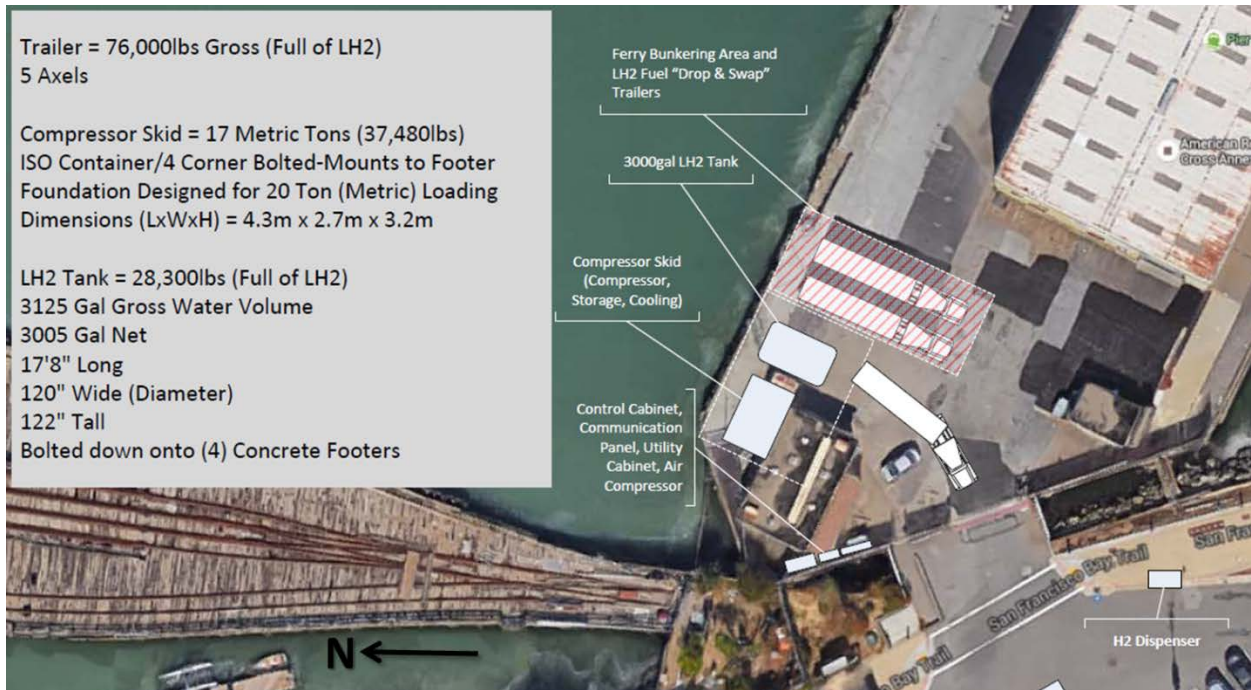 Trailer = 76,000lbs Gross (Full of LH2)
5 Axels
Compressor Skid = 17 Metric Tons (37,480lbs)
ISO Container/4 Corner Bolted-Mounts to Footer
Foundation Designed for 20 Ton (Metric) Loading
Dimensions (LxWxH) = 4.3m x 2.7m x 3.2m
LH2 Tank = 28,300lbs (Full of LH2)
3125 Gal Gross Water Volume
3005 Gal Net
17'8" Long
120" Wide (Diameter)
122" Tall
Bolted down onto (4) Concrete Footers
Ferry Bunkering Area and
LH2 Fuel “Drop & Swap”
Trailers
3000gal LH2 Tank
Compressor Skid
(Compressor,
Storage, Cooling)
Control Cabinet,
Communication
Panel, Utility
Cabinet, Air
Compressor
Pier
American R
Cross Anne
San Francisco Bay Trail
San Fra
Bay Trail
H2 Dispenser
N